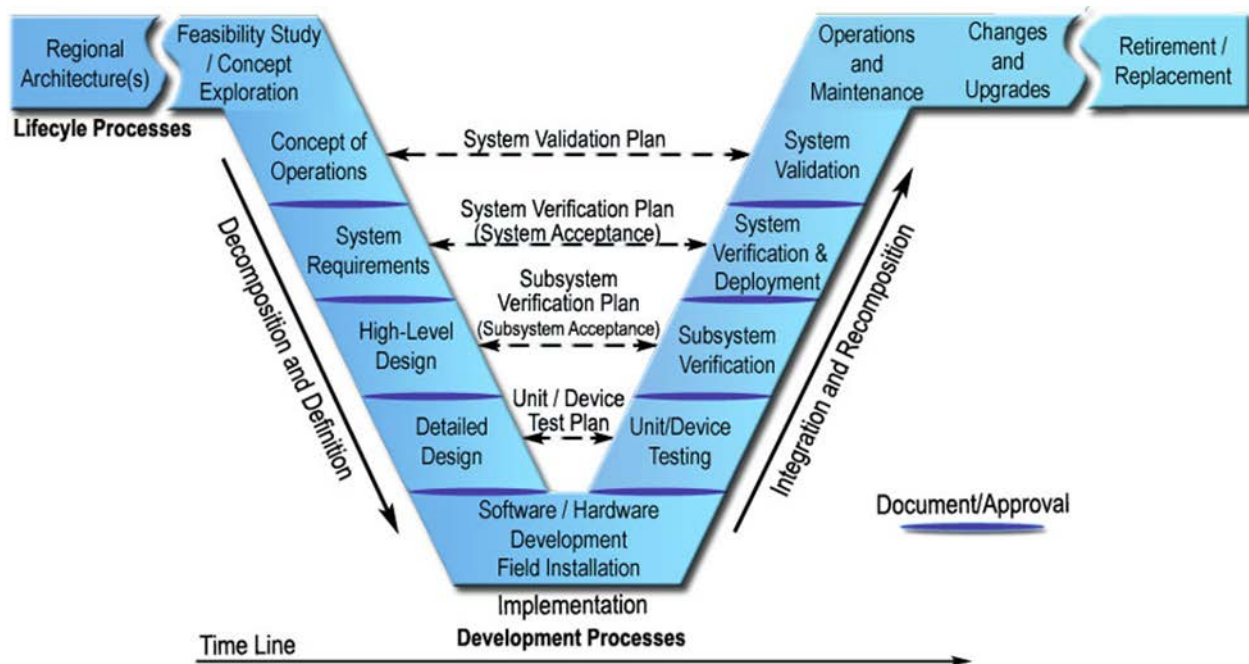 Regional
Architecture(s)
Feasibility Study
/ Concept
Exploration
Operations
and
Maintenance
Changes
and
Upgrades
Retirement /
Replacement
Lifecyle Processes
Concept of
Operations
System Validation Plan
System
Validation
System
Requirements
System Verification Plan
(System Acceptance)
System
Verification &
Deployment
High-Level
Design
Subsystem
Verification Plan
(Subsystem Acceptance)
Subsystem
Verification
Detailed
Design
Unit / Device
Test Plan
Unit/Device
Testing
Decomposition and Definition
Integration and Recomposition
Software / Hardware
Development
Field Installation
Document/Approval
Implementation
Development Processes
Time Line